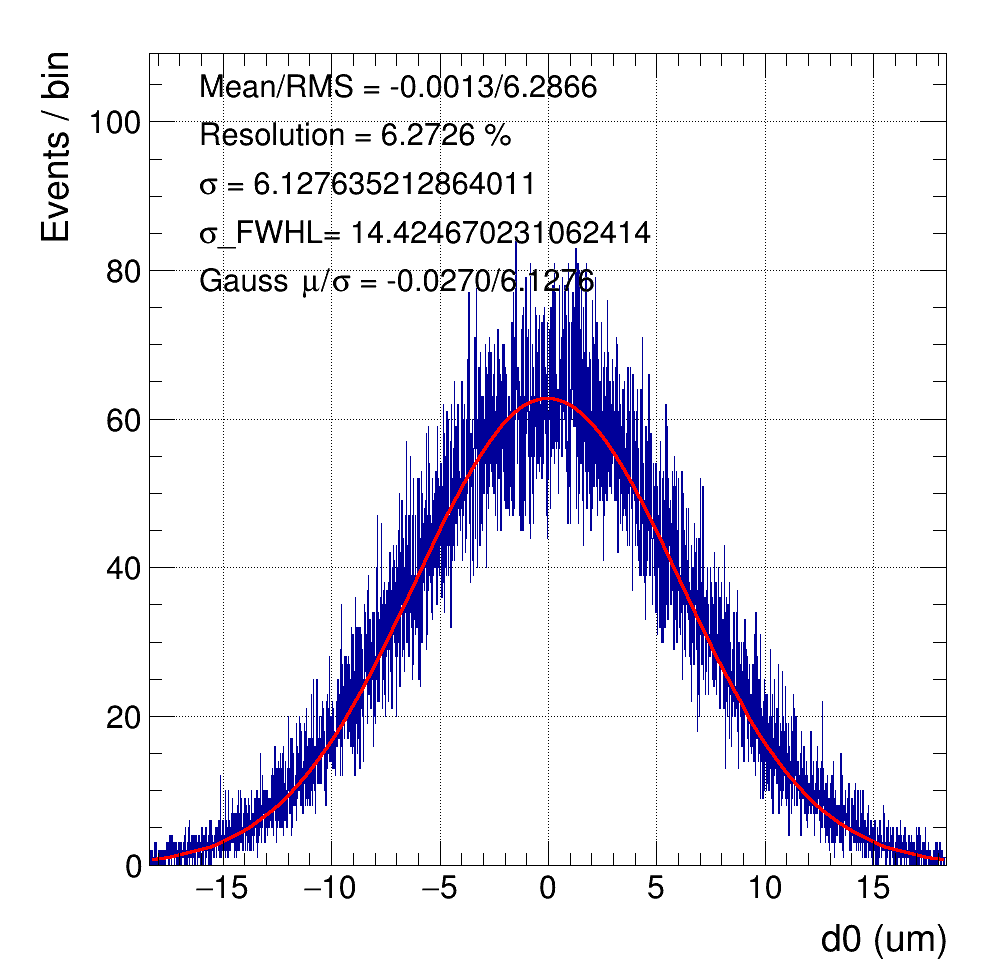 Events / bin
Mean/RMS = -0.0013/6.2866
Resolution = 6.2726 %
σ = 6.127635212864011
σ_FWHL= 14.424670231062414
Gauss μ/σ = -0.0270/6.1276
100
80
60
40
20
0
−15 −10 −5 0 5 10 15
d0 (um)